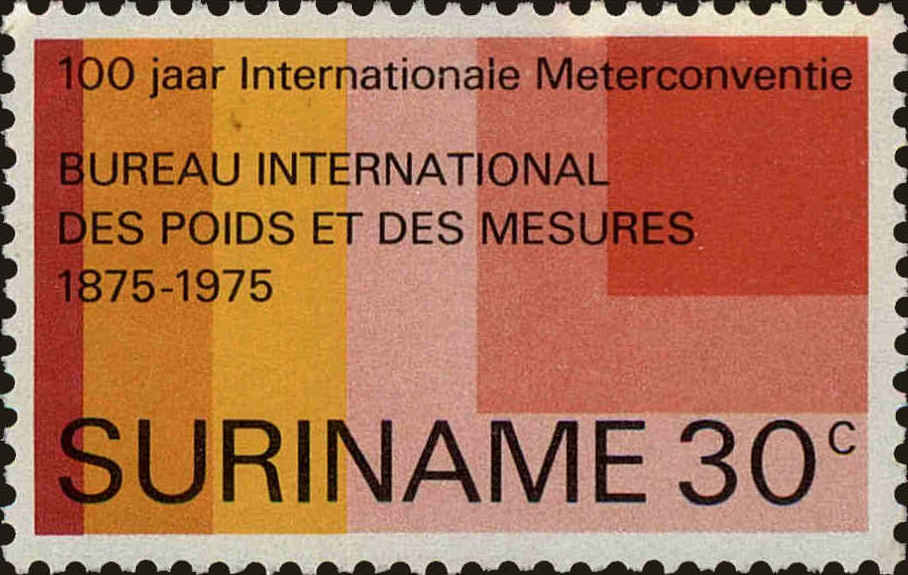 100 jaar Internationale Meterconventie
BUREAU INTERNATIONAL
DES POIDS ET DES MESURES
1875-1975
SURINAME 30c